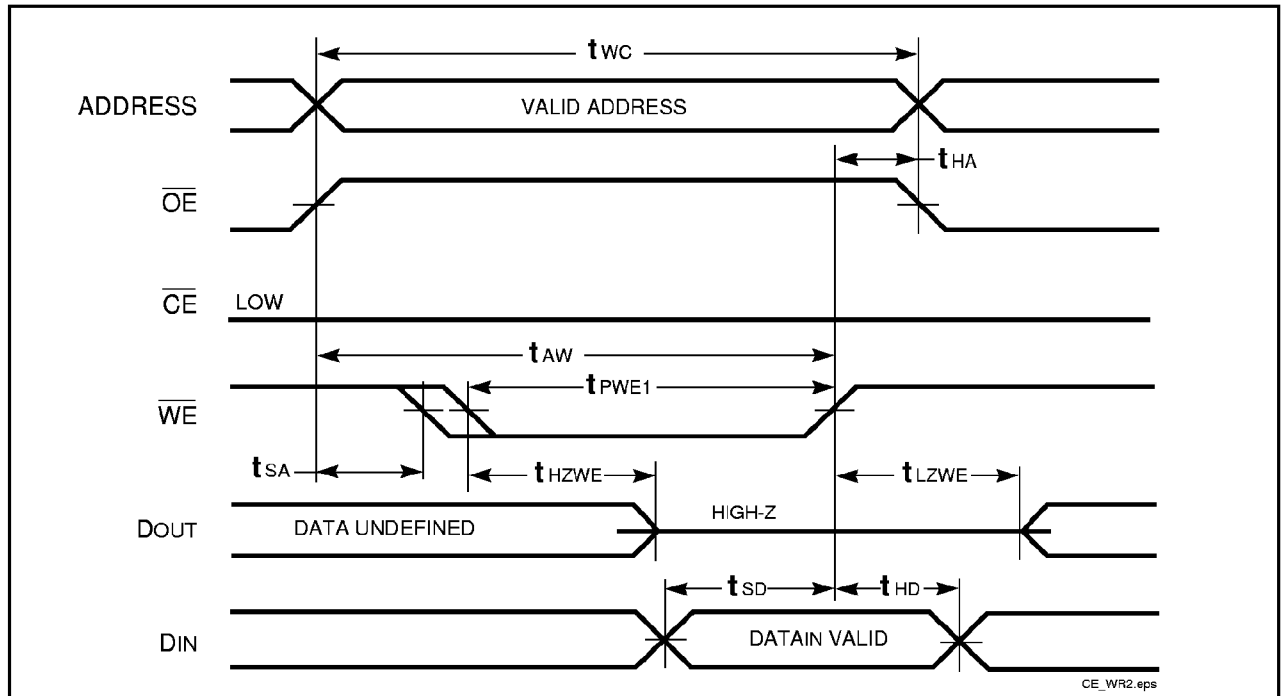 tWC
ADDRESS VALID ADDRESS
tHA
OE
CE LOW
tAW
tPWE1
WE
tSA tHZWE tLZWE
HIGH-Z
DOUT DATA UNDEFINED
tSD tHD
DIN DATAIN VALID
CE_WR2.eps